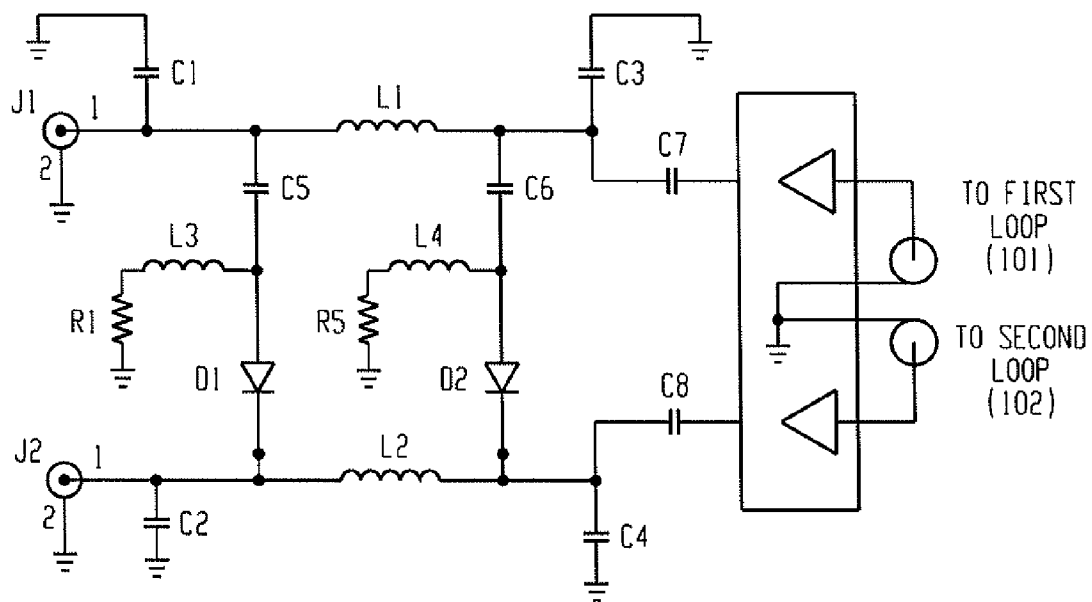 C1
C3
J1
1
L1
2
C7
C5
C6
TO FIRST
LOOP
(101)
L3
L4
R1
R5
TO SECOND
LOOP
(102)
D1
D2
C8
J2
1
L2
2
C2
C4